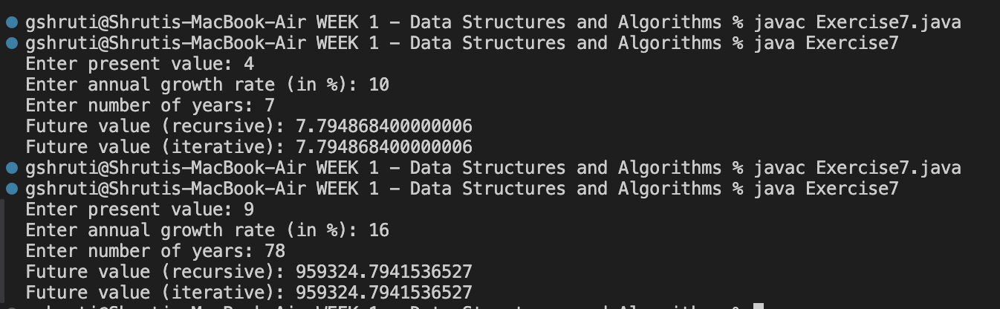 gshruti@Shrutis-MacBook-Air WEEK 1 - Data Structures and Algorithms % javac Exercise7.java
gshruti@Shrutis-MacBook-Air WEEK 1 - Data Structures and Algorithms % java Exercise7
Enter present value: 4
Enter annual growth rate (in %): 10
Enter number of years: 7
Future value (recursive): 7.794868400000006
Future value (iterative): 7.794868400000006
gshruti@Shrutis-MacBook-Air WEEK 1 - Data Structures and Algorithms % javac Exercise7.java
gshruti@Shrutis-MacBook-Air WEEK 1 - Data Structures and Algorithms % java Exercise7
Enter present value: 9
Enter annual growth rate (in %): 16
Enter number of years: 78
Future value (recursive): 959324.7941536527
Future value (iterative): 959324.7941536527